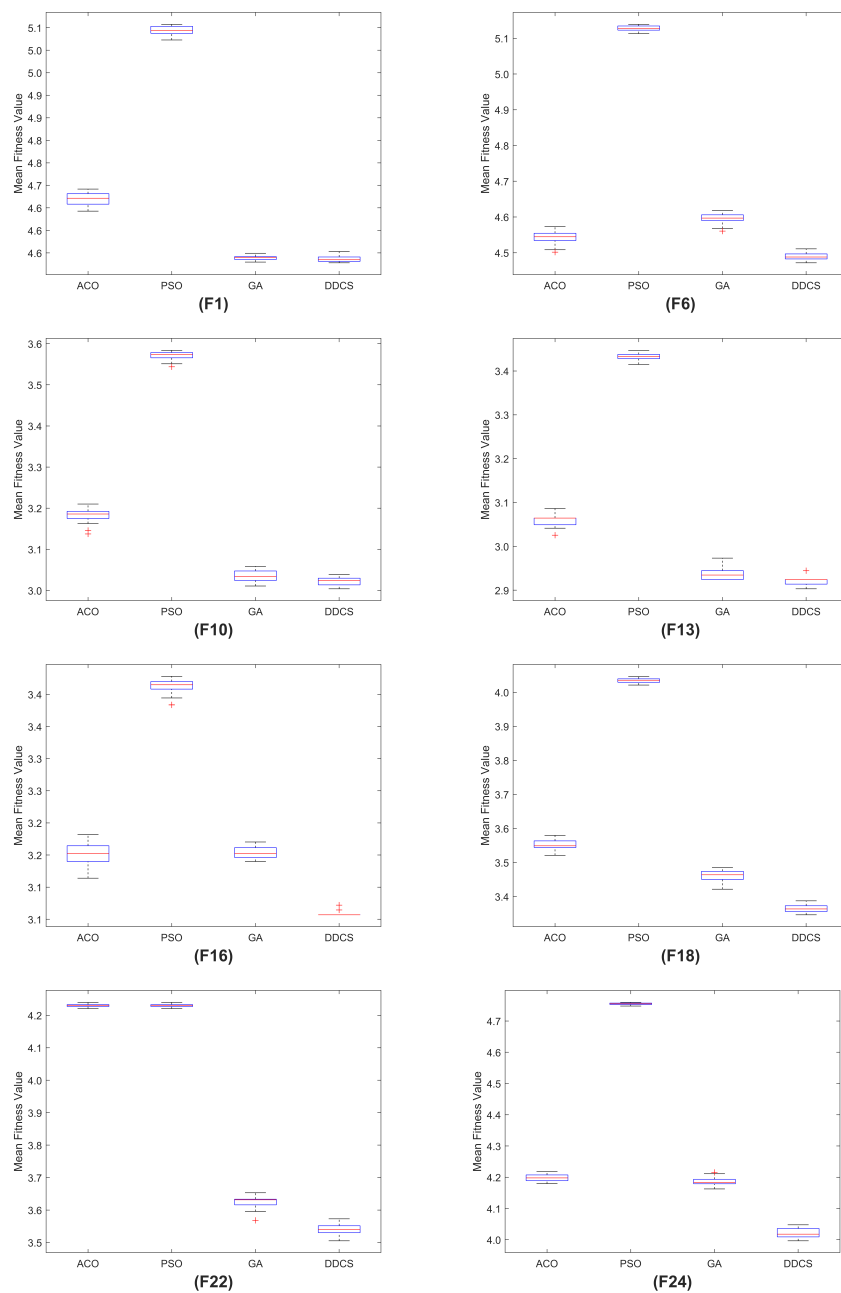 Mean Fitness Value
5.1
5.0
5.0
4.9
4.8
4.8
4.7
4.6
4.6
4.6
ACO PSO GA DDCS
(F1)
Mean Fitness Value
5.1
5.0
4.9
4.8
4.7
4.6
4.5
ACO PSO GA DDCS
(F6)
Mean Fitness Value
3.6
3.5
3.4
3.3
3.2
3.1
3.0
ACO PSO GA DDCS
(F10)
Mean Fitness Value
3.4
3.3
3.2
3.1
3.0
2.9
ACO PSO GA DDCS
(F13)
Mean Fitness Value
3.4
3.4
3.3
3.3
3.2
3.2
3.1
3.1
ACO PSO GA DDCS
(F16)
Mean Fitness Value
4.0
3.9
3.8
3.7
3.6
3.5
3.4
ACO PSO GA DDCS
(F18)
Mean Fitness Value
4.2
4.1
4.0
3.9
3.8
3.7
3.6
3.5
ACO PSO GA DDCS
(F22)
Mean Fitness Value
4.7
4.6
4.5
4.4
4.3
4.2
4.1
4.0
ACO PSO GA DDCS
(F24)